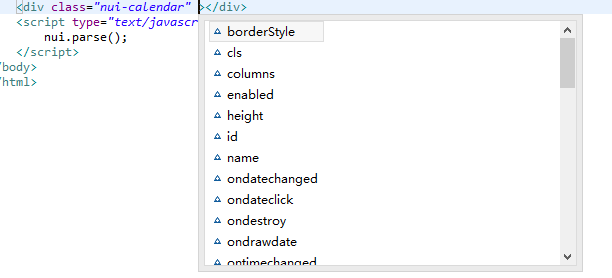 <div class="nui-calendar" ></div>
<script type="text/javascr
nui.parse();
</script>
/body>
/html>
borderStyle
cls
columns
enabled
height
id
name
ondatechanged
ondateclick
ondestroy
ondrawdate
ontimechanged